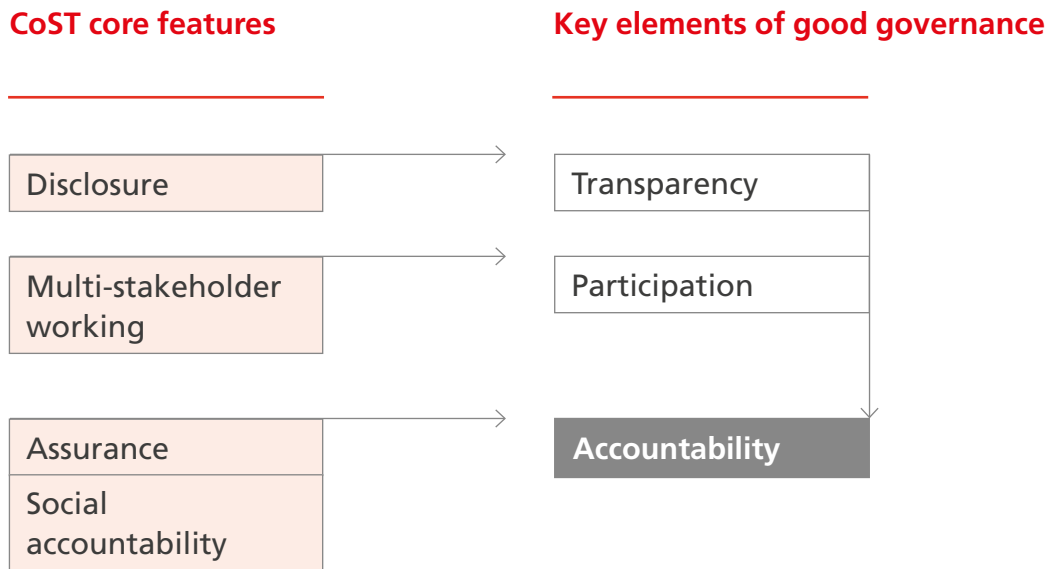 CoST core features
Key elements of good governance
Disclosure
Transparency
Multi-stakeholder
working
Participation
Assurance
Accountability
Social
accountability